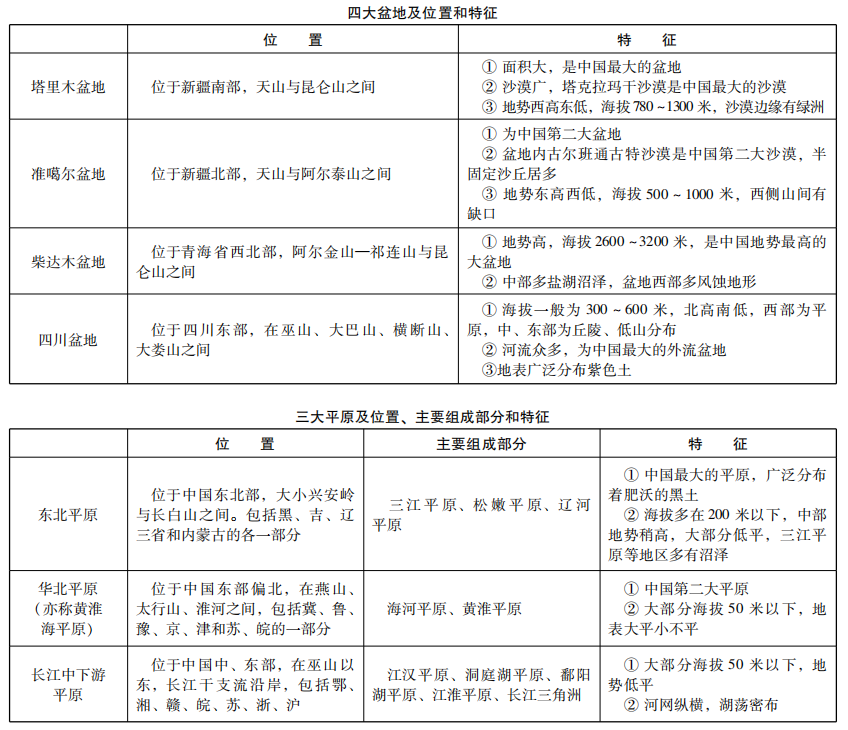 四大盆地及位置和特征
位 置
特 征
塔里木盆地
位于新疆南部，天山与昆仑山之间
① 面积大，是中国最大的盆地
② 沙漠广，塔克拉玛干沙漠是中国最大的沙漠
③ 地势西高东低，海拔 780 ~ 1300 米，沙漠边缘有绿洲
准噶尔盆地
位于新疆北部，天山与阿尔泰山之间
① 为中国第二大盆地
② 盆地内古尔班通古特沙漠是中国第二大沙漠，半
固定沙丘居多
③ 地势东高西低，海拔 500 ~ 1000 米，西侧山间有
缺口
柴达木盆地
位于青海省西北部，阿尔金山—祁连山与昆
仑山之间
① 地势高，海拔 2600 ~ 3200 米，是中国地势最高的
大盆地
② 中部多盐湖沼泽，盆地西部多风蚀地形
四川盆地
位于四川东部，在巫山、大巴山、横断山、
大娄山之间
① 海拔一般为 300 ~ 600 米，北高南低，西部为平
原，中、东部为丘陵、低山分布
② 河流众多，为中国最大的外流盆地
③地表广泛分布紫色土
三大平原及位置、主要组成部分和特征
位 置
主要组成部分
特 征
东北平原
位于中国东北部，大小兴安岭
与长白山之间。包括黑、吉、辽
三省和内蒙古的各一部分
三江平原、松嫩平原、辽河
平原
① 中国最大的平原，广泛分布
着肥沃的黑土
② 海拔多在 200 米以下，中部
地势稍高，大部分低平，三江平
原等地区多有沼泽
华北平原
（亦称黄淮
海平原）
位于中国东部偏北，在燕山、
太行山、淮河之间，包括冀、鲁、
豫、京、津和苏、皖的一部分
海河平原、黄淮平原
① 中国第二大平原
② 大部分海拔 50 米以下，地
表大平小不平
长江中下游
平原
位于中国中、东部，在巫山以
东，长江干支流沿岸，包括鄂、
湘、赣、皖、苏、浙、沪
江汉平原、洞庭湖平原、鄱阳
湖平原、江淮平原、长江三角洲
① 大部分海拔 50 米以下，地
势低平
② 河网纵横，湖荡密布